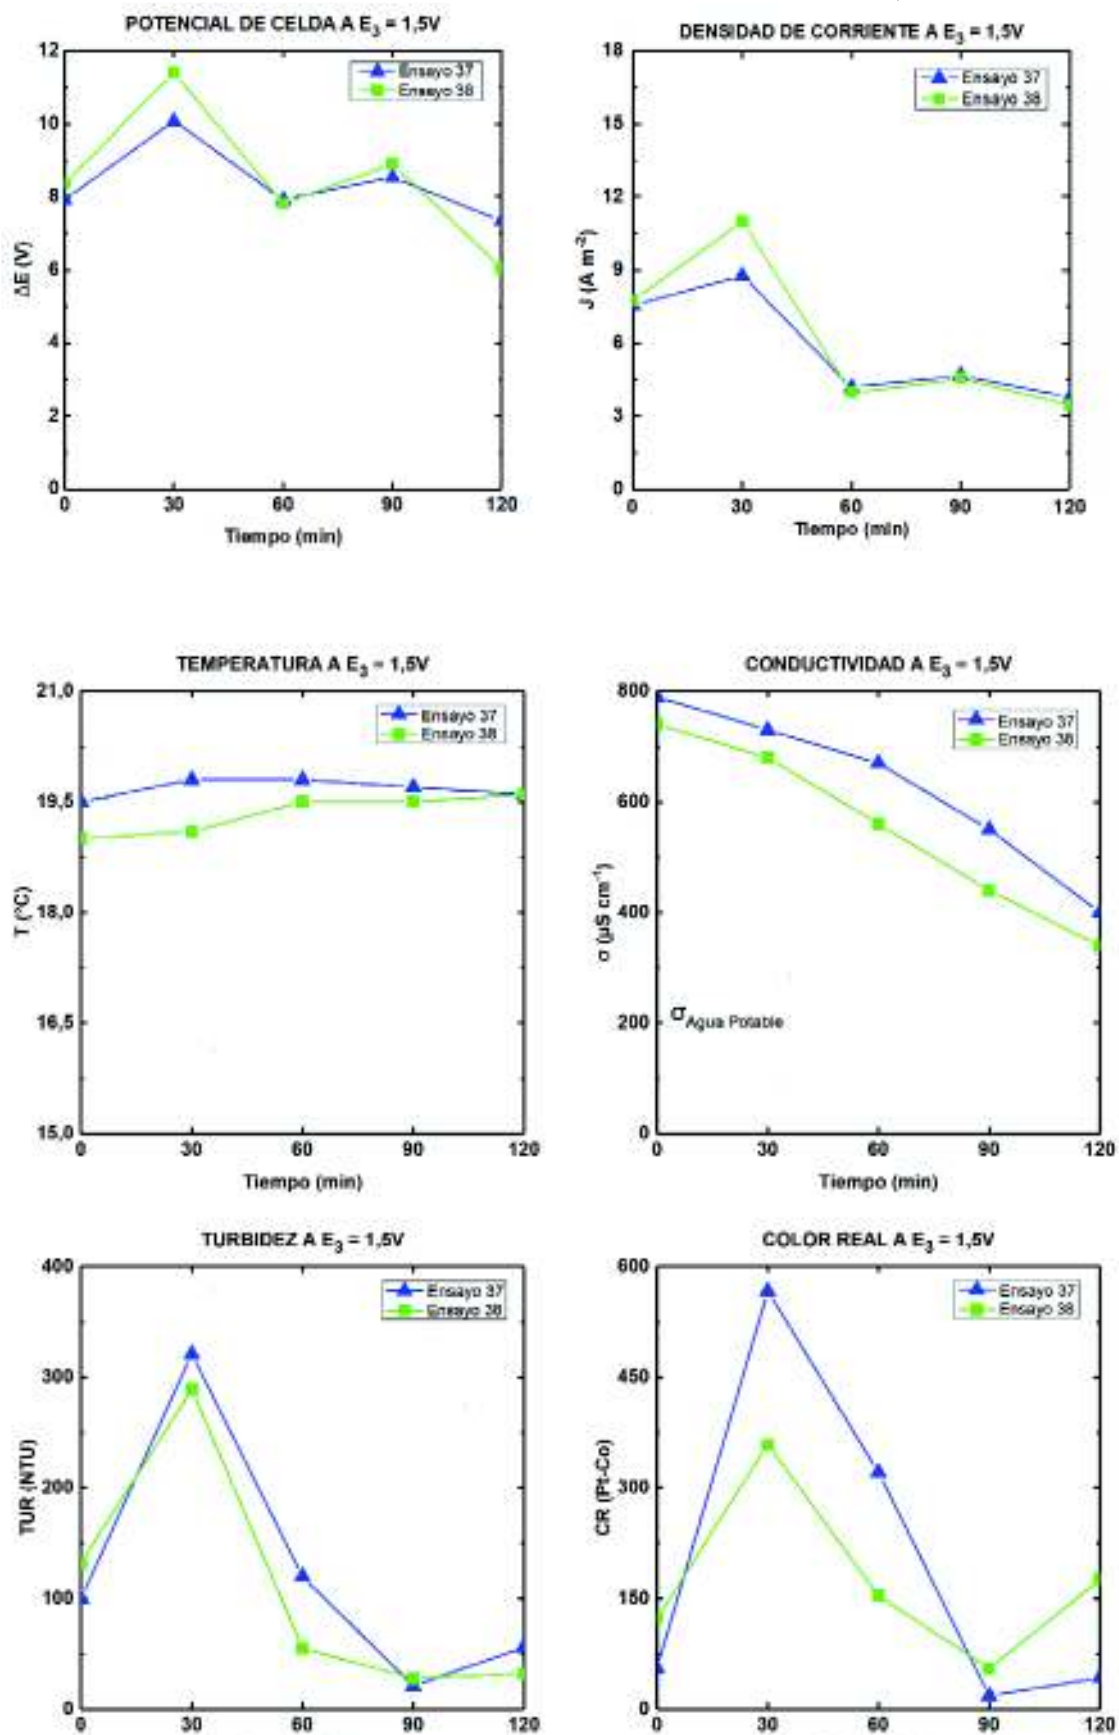 POTENCIAL DE CELDA A E3 = 1,5V
12
10
8
6
4
2
0
ΔE (V)
Ensayo 37
Ensayo 38
0 30 60 90 120
Tiempo (min)
DENSIDAD DE CORRIENTE A E3 = 1,5V
18
15
12
9
6
3
0
J (A m-2)
Ensayo 37
Ensayo 38
0 30 60 90 120
Tiempo (min)
TEMPERATURA A E3 = 1,5V
21,0
19,5
18,0
16,5
15,0
T (°C)
Ensayo 37
Ensayo 38
0 30 60 90 120
Tiempo (min)
CONDUCTIVIDAD A E3 = 1,5V
800
600
400
200
0
σ (µS cm-1)
Ensayo 37
Ensayo 38
σAgua Potable
0 30 60 90 120
Tiempo (min)
TURBIDEZ A E3 = 1,5V
400
300
200
100
0
TUR (NTU)
Ensayo 37
Ensayo 38
0 30 60 90 120
COLOR REAL A E3 = 1,5V
600
450
300
150
0
CR (Pt-Co)
Ensayo 37
Ensayo 38
0 30 60 90 120